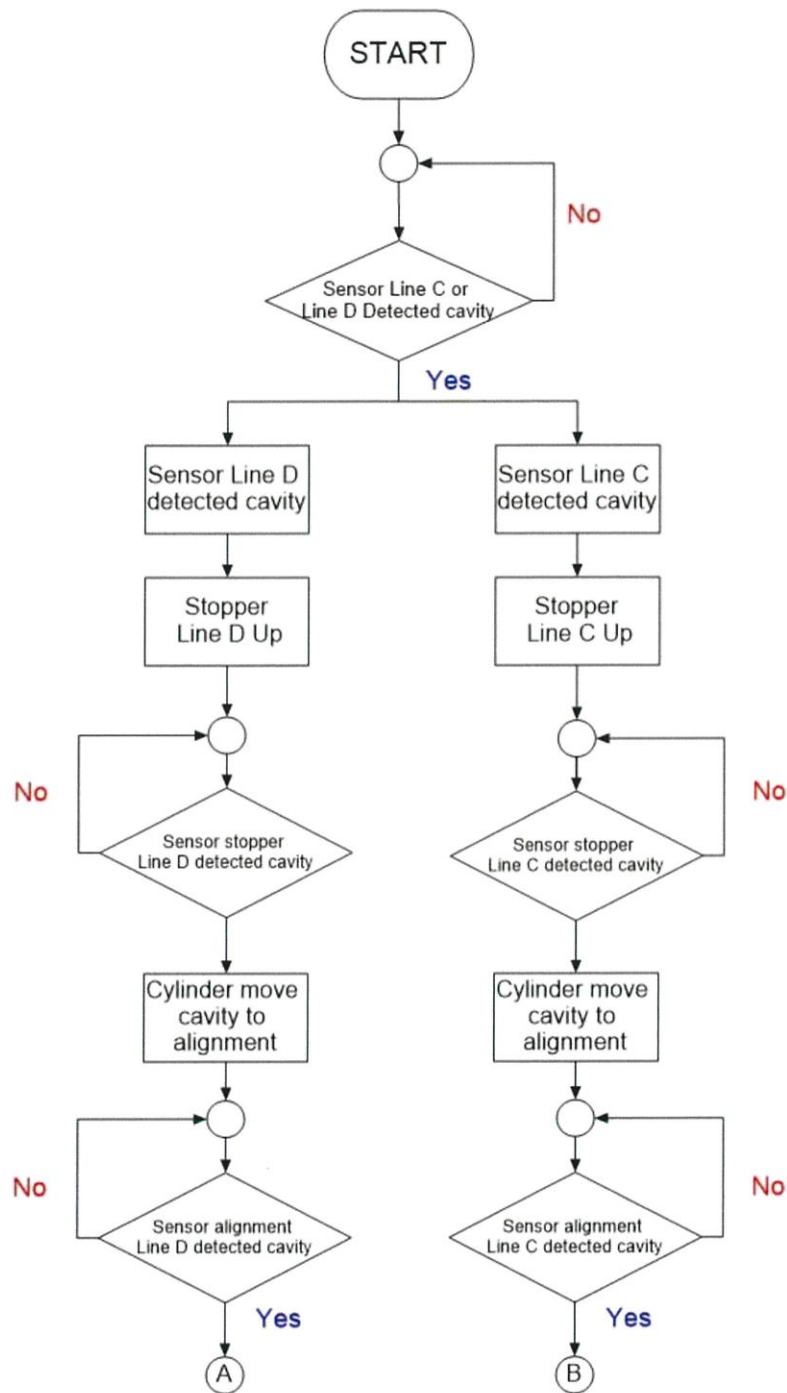 START
No
Sensor Line C or
Line D Detected cavity
Yes
Sensor Line D
detected cavity
Sensor Line C
detected cavity
Stopper
Line D Up
Stopper
Line C Up
No
No
Sensor stopper
Line D detected cavity
Sensor stopper
Line C detected cavity
Cylinder move
cavity to
alignment
Cylinder move
cavity to
alignment
No
No
Sensor alignment
Line D detected cavity
Sensor alignment
Line C detected cavity
Yes
Yes
A
B